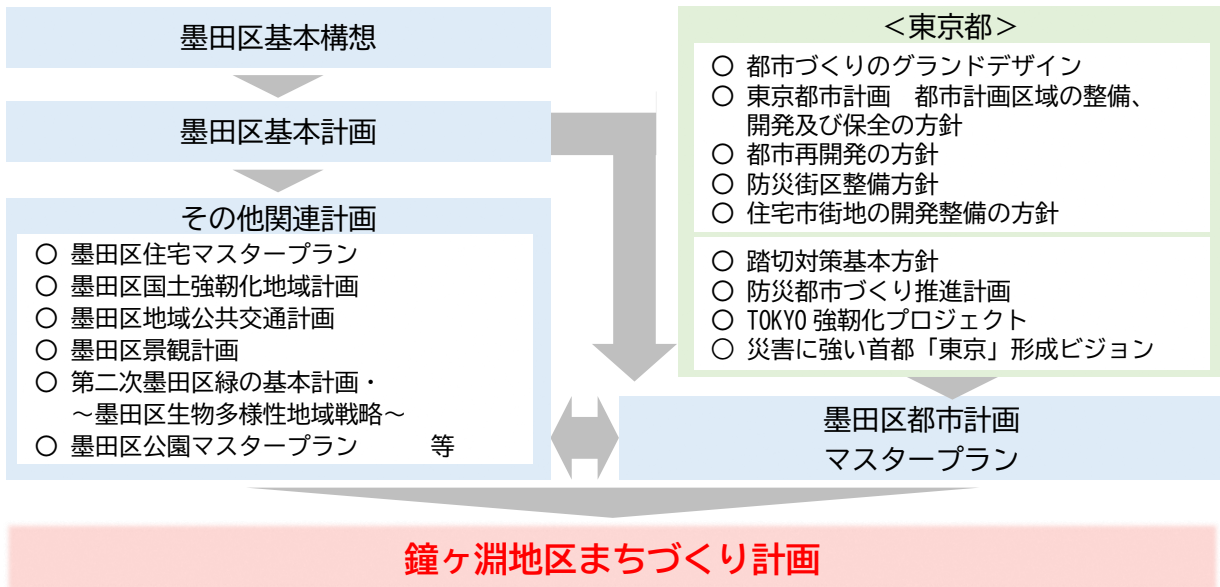 墨田区基本構想
墨田区基本計画
その他関連計画
〇 墨田区住宅マスタープラン
〇 墨田区国土強靭化地域計画
〇 墨田区地域公共交通計画
〇 墨田区景観計画
〇 第二次墨田区緑の基本計画・
～墨田区生物多様性地域戦略～
〇 墨田区公園マスタープラン　　　等
＜東京都＞
〇 都市づくりのグランドデザイン
〇 東京都市計画　都市計画区域の整備、
開発及び保全の方針
〇 都市再開発の方針
〇 防災街区整備方針
〇 住宅市街地の開発整備の方針
〇 踏切対策基本方針
〇 防災都市づくり推進計画
〇 TOKYO 強靭化プロジェクト
〇 災害に強い首都「東京」形成ビジョン
墨田区都市計画
マスタープラン
鐘ヶ淵地区まちづくり計画